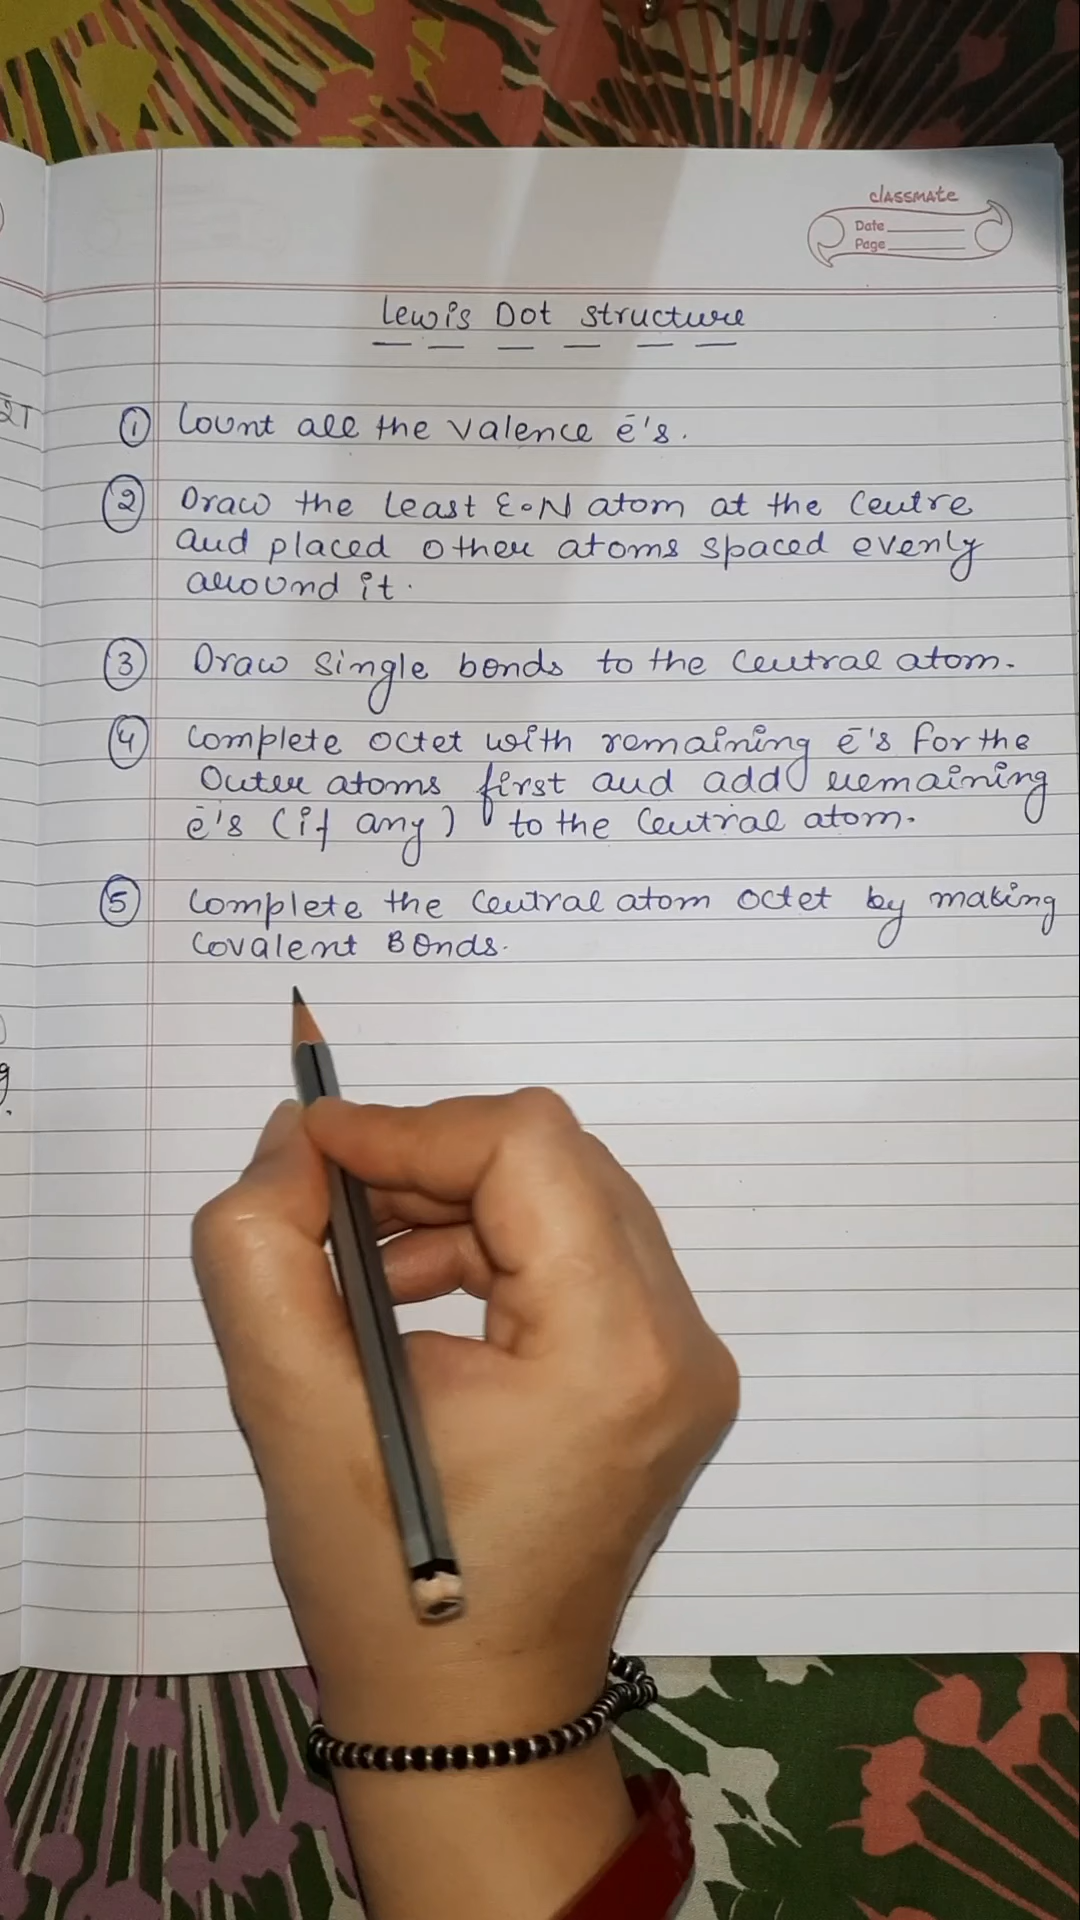 classmate
Date
Page
Lewis Dot structure
① Count all the valence ē's.
② Draw the least E.N atom at the centre
and placed other atoms spaced evenly
around it.
③ Draw single bonds to the central atom.
④ Complete octet with remaining ē's for the
Outer atoms first and add remaining
ē's (if any) to the central atom.
⑤ Complete the central atom octet by making
Covalent Bonds.